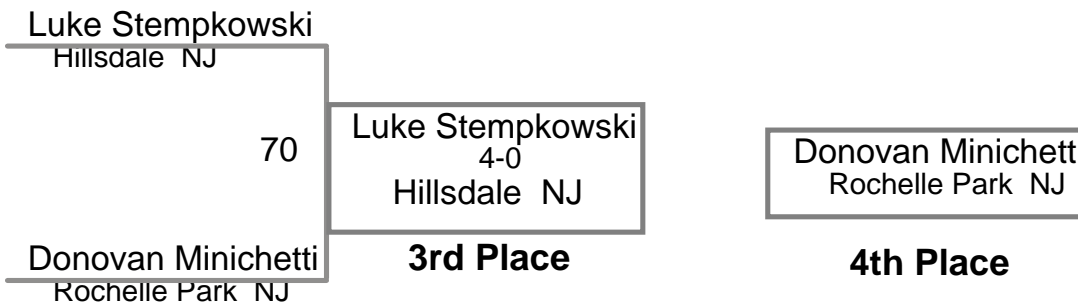 Luke Stempkowski
Hillsdale NJ
70
Donovan Minichetti
Rochelle Park NJ
Luke Stempkowski
4-0
Hillsdale NJ
3rd Place
Donovan Minichett
Rochelle Park NJ
4th Place